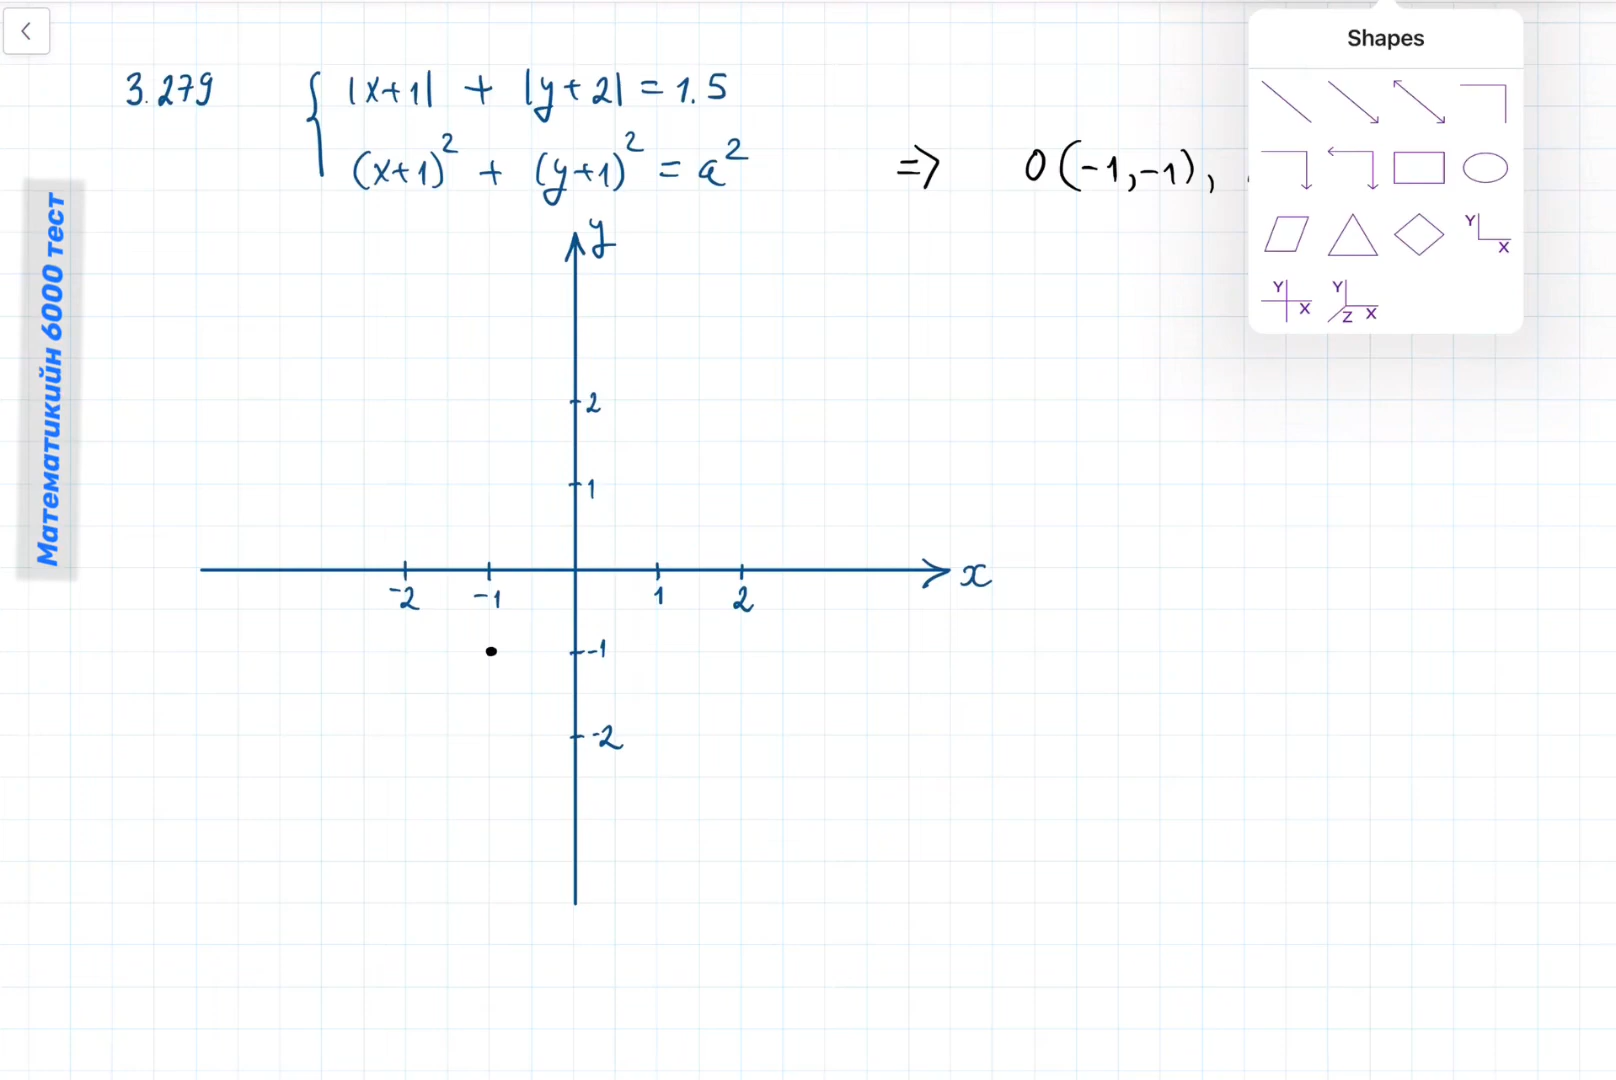 <
3.279
|x+1| + |y+2| = 1.5
(x+1)² + (y+1)² = a²
=> O(-1,-1),
Математикийн 6000 тест
y
2
1
-2 -1 1 2 x
-1
-2
Shapes
Y X
Y X
Y Z X